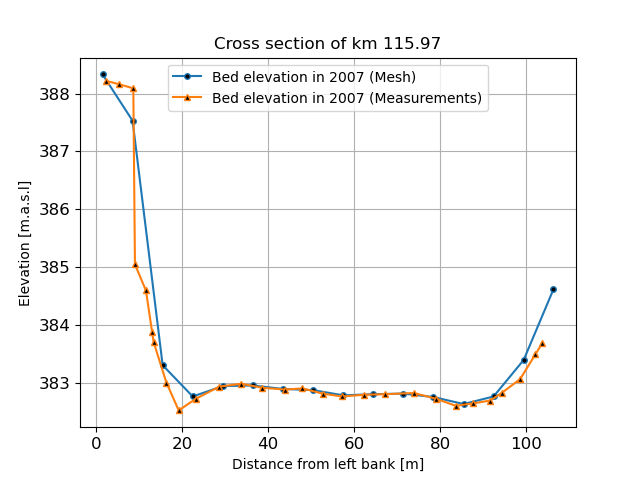 Cross section of km 115.97
Bed elevation in 2007 (Mesh)
Bed elevation in 2007 (Measurements)
388
387
386
385
384
383
Elevation [m.a.s.l]
0 20 40 60 80 100
Distance from left bank [m]